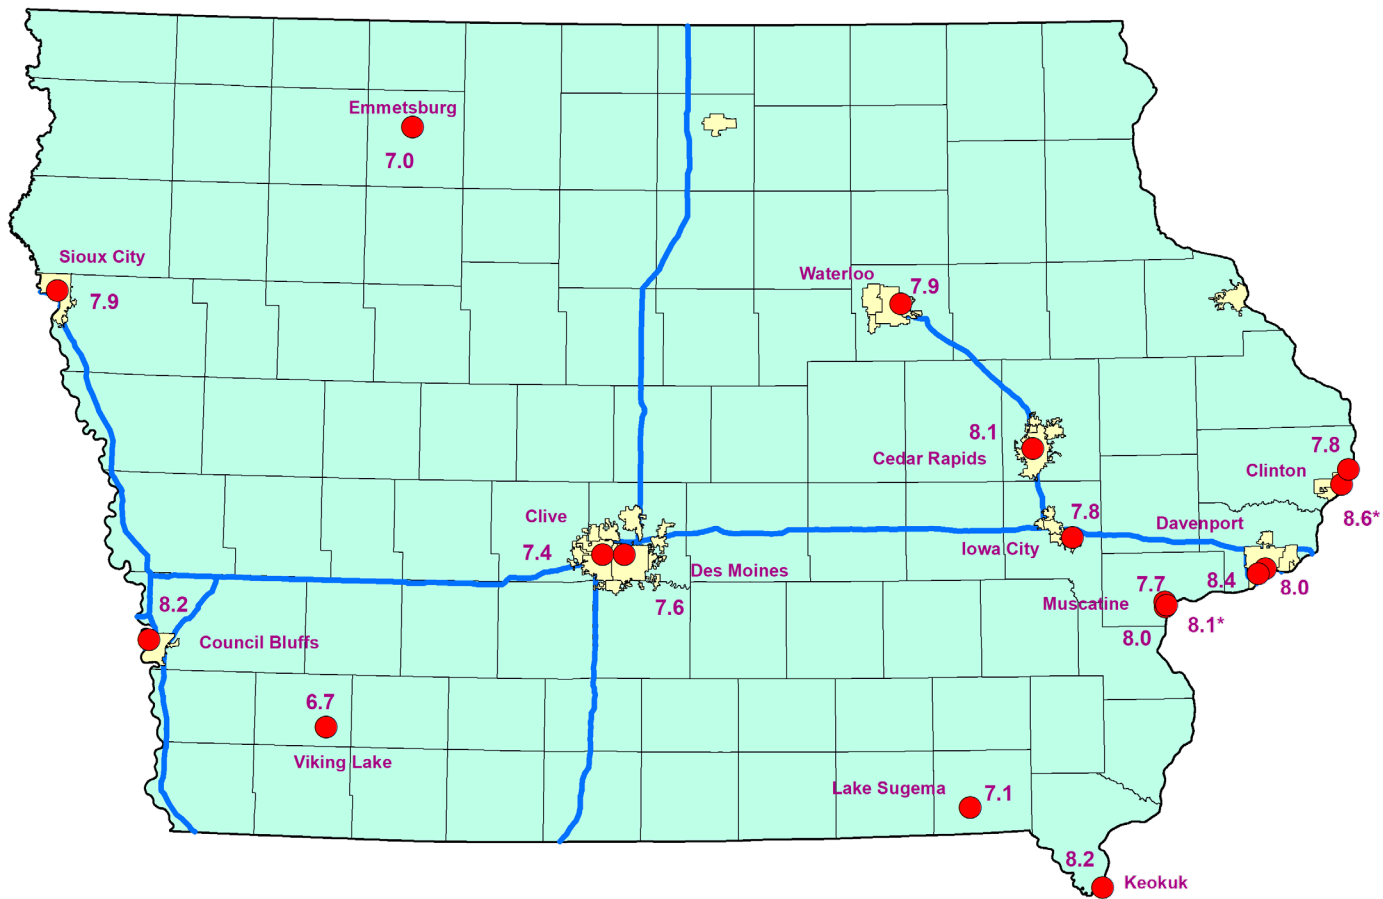 Emmetsburg
7.0
Sioux City
7.9
Waterloo
7.9
8.1
Cedar Rapids
7.8
Clinton
8.6*
Clive
7.4
Des Moines
7.6
7.8
Iowa City
Davenport
8.4
8.0
7.7
Muscatine
8.1*
8.0
8.2
Council Bluffs
6.7
Viking Lake
Lake Sugema
7.1
8.2
Keokuk